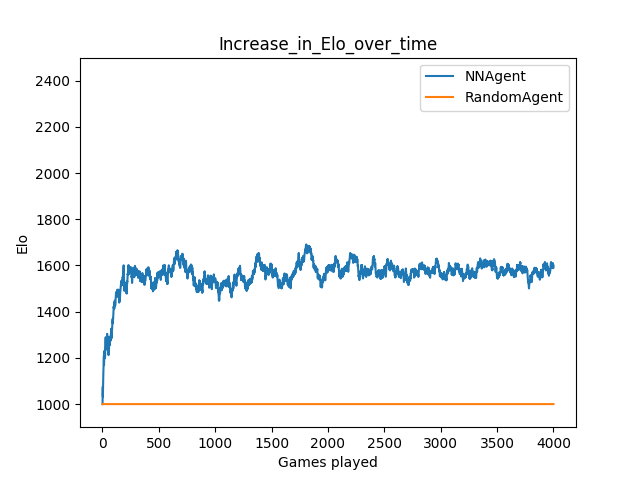 Increase_in_Elo_over_time
NNAgent
RandomAgent
2400
2200
2000
1800
1600
1400
1200
1000
Elo
0 500 1000 1500 2000 2500 3000 3500 4000
Games played